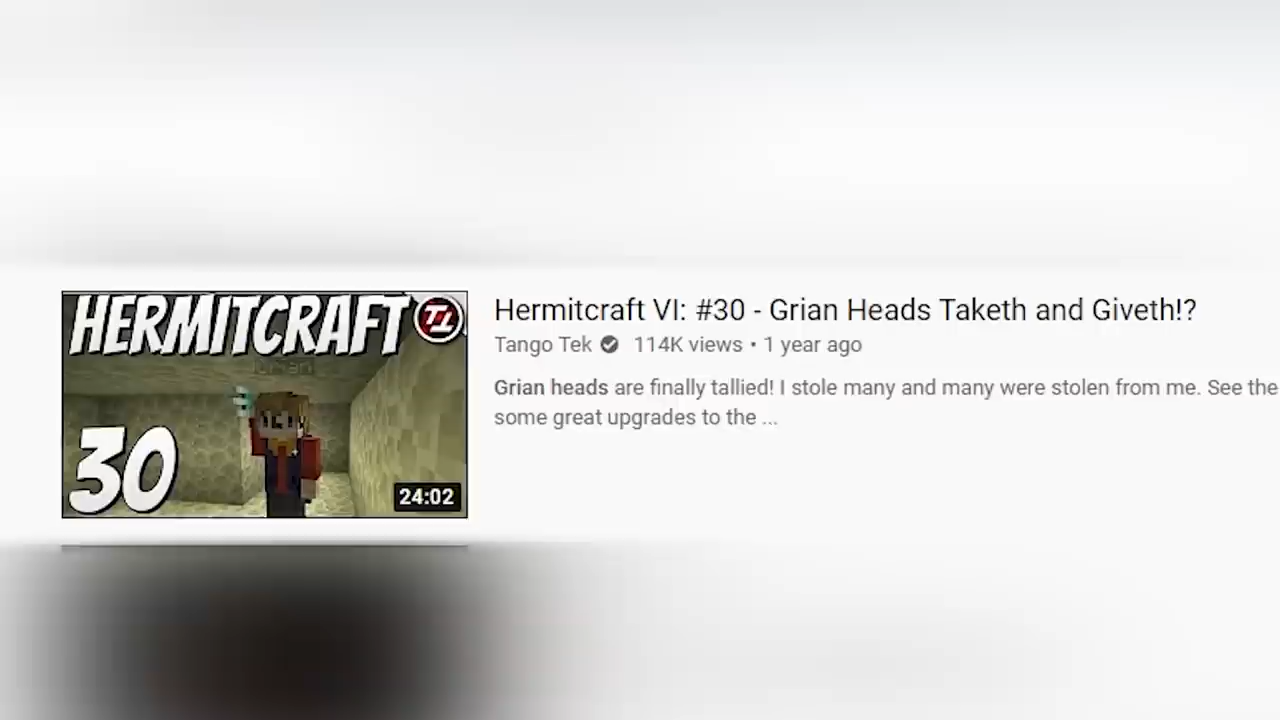 HERMITCRAFT
30
24:02
Hermitcraft VI: #30 - Grian Heads Taketh and Giveth!?
Tango Tek 114K views • 1 year ago
Grian heads are finally tallied! I stole many and many were stolen from me. See the
some great upgrades to the ...